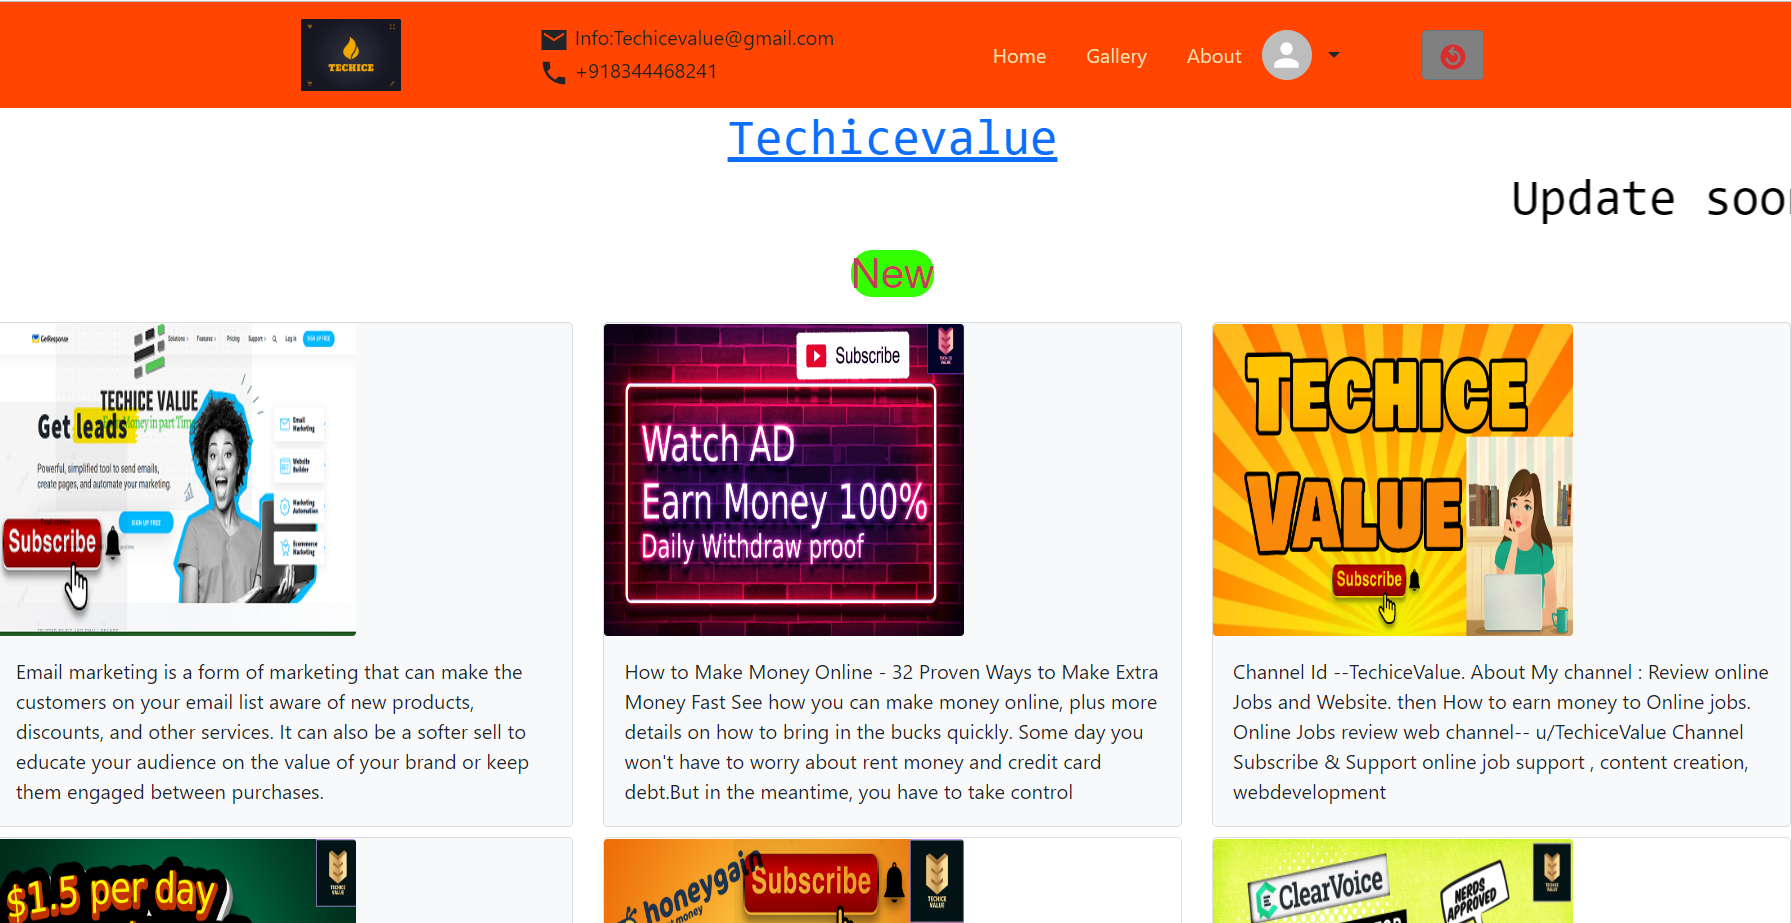 TECHICE
Info:Techicevalue@gmail.com
+918344468241
Home
Gallery
About
Techicevalue
Update soo
New
GetResponse
Solutions
Features
Pricing
Support
Log in
SIGN UP FREE
TECHICE VALUE
Money in part Time
Get leads
Powerful, simplified tool to send emails,
create pages, and automate your marketing.
SIGN UP FREE
Email
Marketing
Website
Builder
Marketing
Automation
Ecommerce
Marketing
Subscribe
Subscribe
TECHICE
VALUE
Watch AD
Earn Money 100%
Daily Withdraw proof
TECHICE
VALUE
Subscribe
Email marketing is a form of marketing that can make the
customers on your email list aware of new products,
discounts, and other services. It can also be a softer sell to
educate your audience on the value of your brand or keep
them engaged between purchases.
How to Make Money Online - 32 Proven Ways to Make Extra
Money Fast See how you can make money online, plus more
details on how to bring in the bucks quickly. Some day you
won't have to worry about rent money and credit card
debt.But in the meantime, you have to take control
Channel Id --TechiceValue. About My channel : Review online
Jobs and Website. then How to earn money to Online jobs.
Online Jobs review web channel-- u/TechiceValue Channel
Subscribe & Support online job support , content creation,
webdevelopment
$1.5 per day
TECHICE
VALUE
honeygain
money
Subscribe
TECHICE
VALUE
ClearVoice
NERDS
APPROVED
TECHICE
VALUE